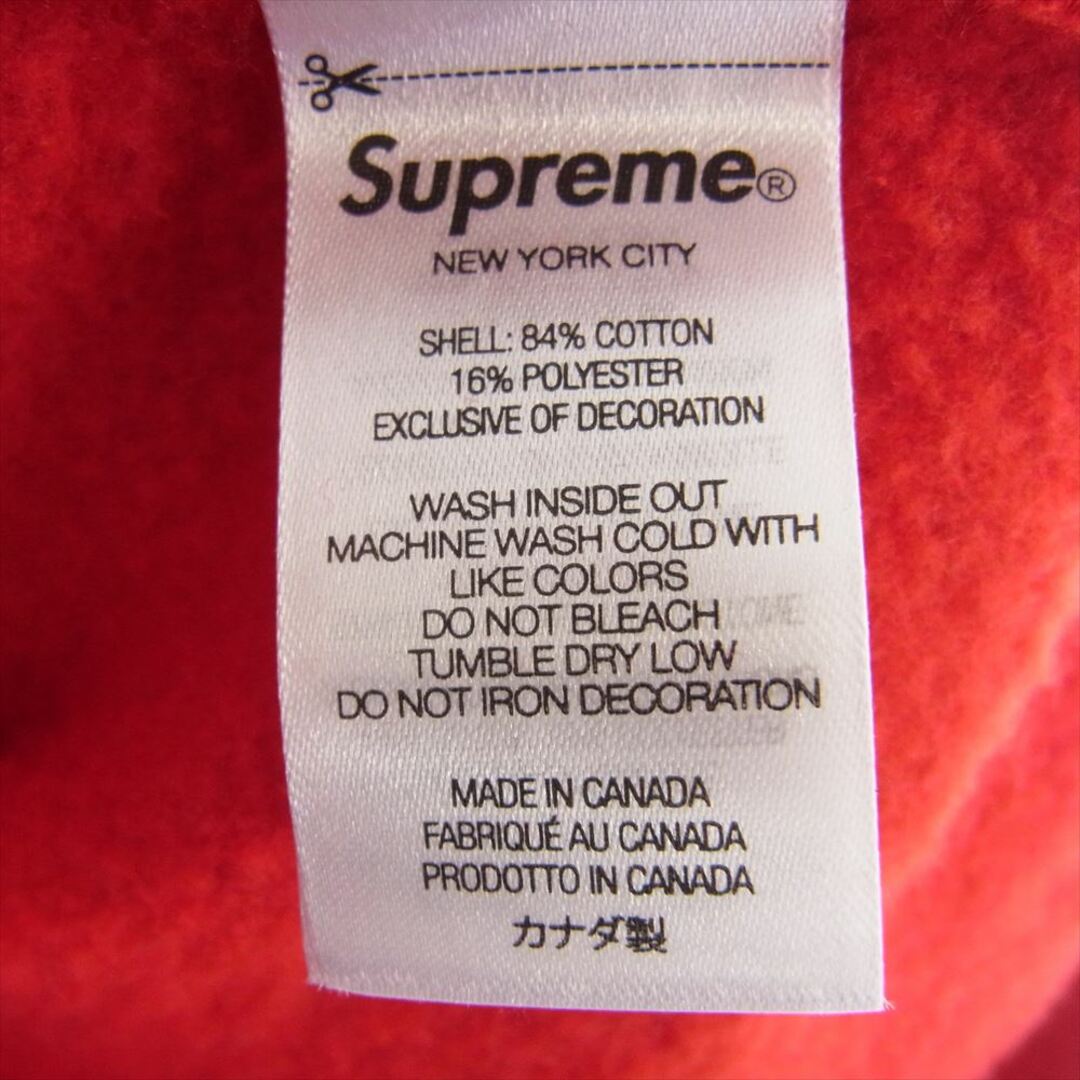 Supreme®
NEW YORK CITY
SHELL: 84% COTTON
16% POLYESTER
EXCLUSIVE OF DECORATION
WASH INSIDE OUT
MACHINE WASH COLD WITH
LIKE COLORS
DO NOT BLEACH
TUMBLE DRY LOW
DO NOT IRON DECORATION
MADE IN CANADA
FABRIQUÉ AU CANADA
PRODOTTO IN CANADA
カナダ製